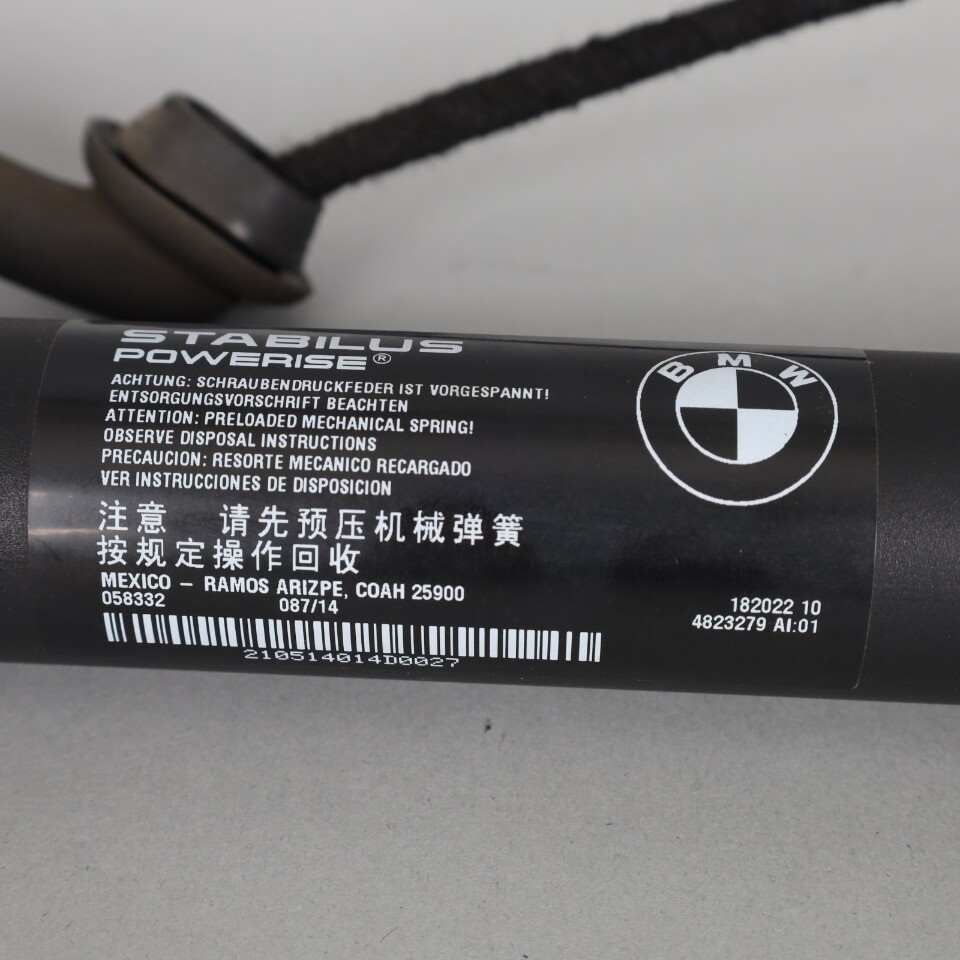 STABILUS
POWERISE®
ACHTUNG: SCHRAUBENDRUCKFEDER IST VORGESPANNT!
ENTSORGUNGSVORSCHRIFT BEACHTEN
ATTENTION: PRELOADED MECHANICAL SPRING!
OBSERVE DISPOSAL INSTRUCTIONS
PRECAUCION: RESORTE MECANICO RECARGADO
VER INSTRUCCIONES DE DISPOSICION
注意 请先预压机械弹簧
按规定操作回收
MEXICO – RAMOS ARIZPE, COAH 25900
058332 087/14
210514014D0027
BMW
182022 10
4823279 AI:01